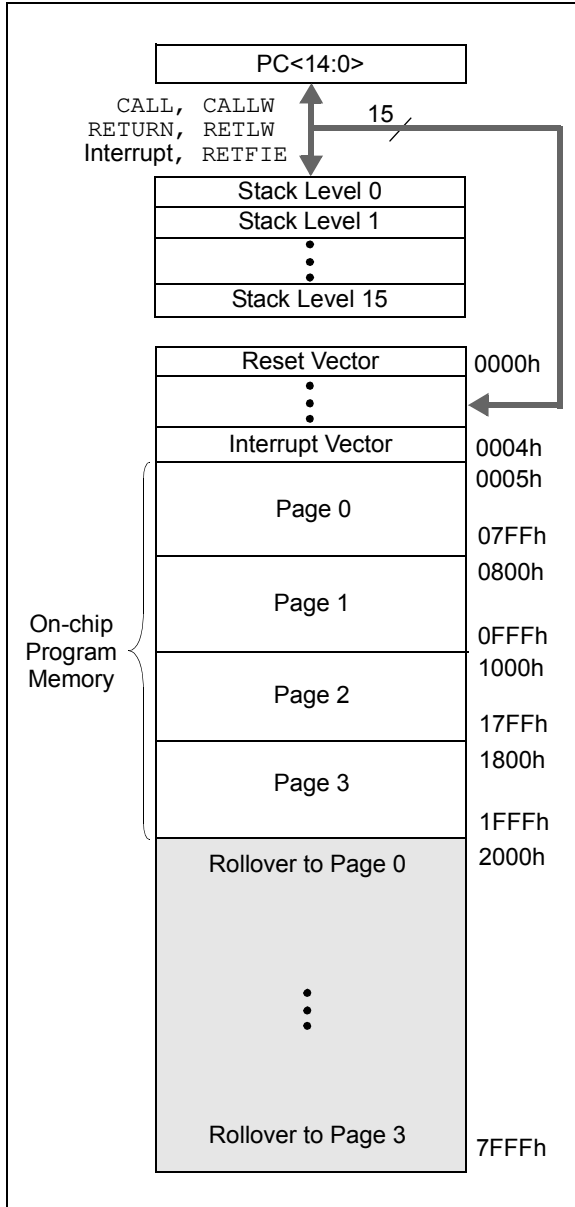 PC<14:0>
CALL, CALLW
RETURN, RETLW
Interrupt, RETFIE
15
Stack Level 0
Stack Level 1
Stack Level 15
Reset Vector
0000h
Interrupt Vector
0004h
0005h
Page 0
07FFh
0800h
Page 1
0FFFh
On-chip
Program
Memory
1000h
Page 2
17FFh
1800h
Page 3
1FFFh
Rollover to Page 0
2000h
Rollover to Page 3
7FFFh